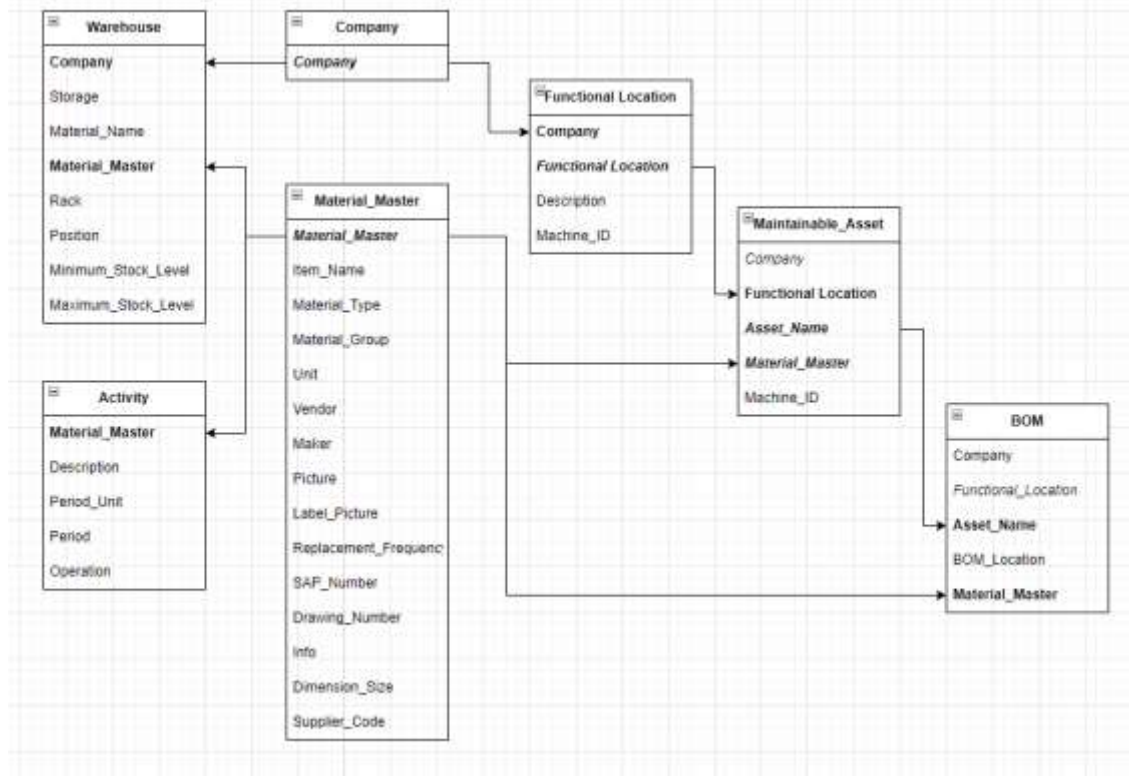 Warehouse
Company
Storage
Material_Name
Material_Master
Rack
Position
Minimum_Stock_Level
Maximum_Stock_Level
Company
Company
Functional Location
Company
Functional Location
Description
Machine_ID
Material_Master
Material_Master
Item_Name
Material_Type
Material_Group
Unit
Vendor
Maker
Picture
Label_Picture
Replacement_Frequenc
SAP_Number
Drawing_Number
Info
Dimension_Size
Supplier_Code
Maintainable_Asset
Company
Functional Location
Asset_Name
Material_Master
Machine_ID
Activity
Material_Master
Description
Period_Unit
Period
Operation
BOM
Company
Functional_Location
Asset_Name
BOM_Location
Material_Master